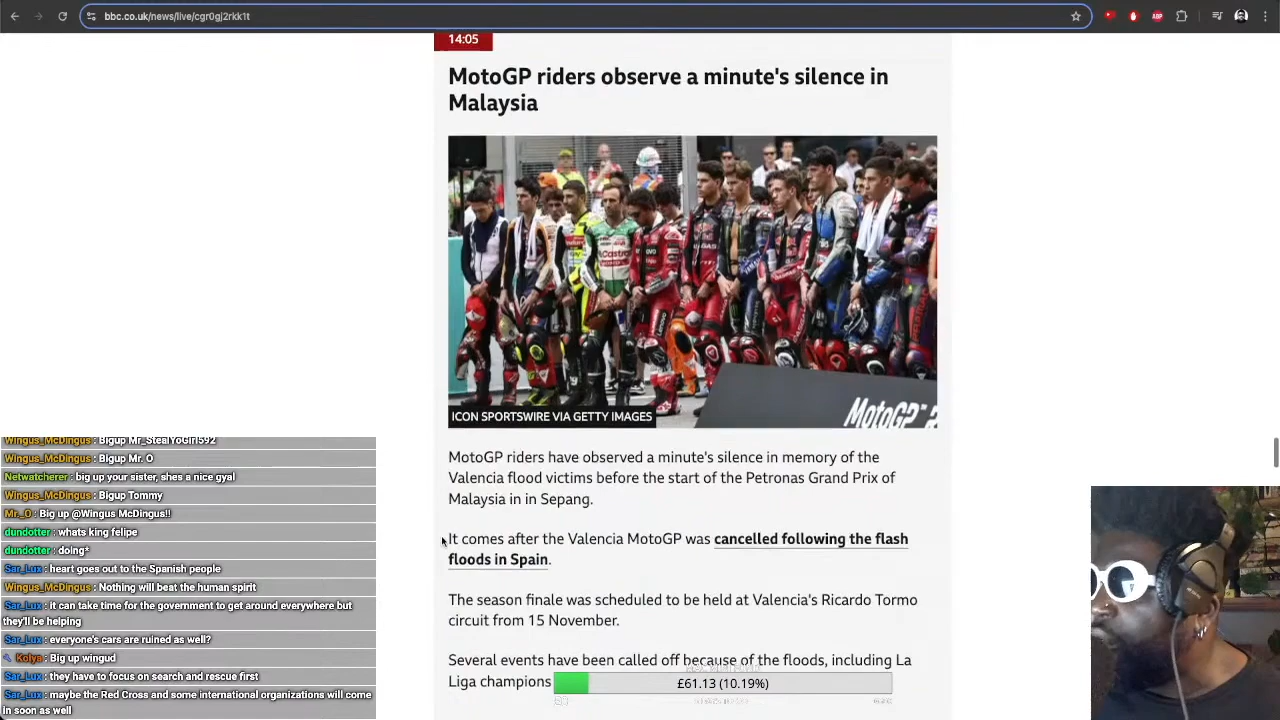 bbc.co.uk/news/live/cgr0gj2rkk1t
14:05
MotoGP riders observe a minute's silence in
Malaysia
Castrol
Lenovo
MotoGP
ICON SPORTSWIRE VIA GETTY IMAGES
MotoGP riders have observed a minute's silence in memory of the
Valencia flood victims before the start of the Petronas Grand Prix of
Malaysia in in Sepang.
It comes after the Valencia MotoGP was cancelled following the flash
floods in Spain.
The season finale was scheduled to be held at Valencia's Ricardo Tormo
circuit from 15 November.
Several events have been called off because of the floods, including La
Liga champions
£61.13 (10.19%)
Wingus_McDingus : Bigup Mr_StealYoGirl592
Wingus_McDingus : Bigup Mr. O
Netwatcherer : big up your sister, shes a nice gyal
Wingus_McDingus : Bigup Tommy
Mr._O : Big up @Wingus McDingus!!
dundotter : whats king felipe
dundotter : doing*
Sar_Lux : heart goes out to the Spanish people
Wingus_McDingus : Nothing will beat the human spirit
Sar_Lux : it can take time for the government to get around everywhere but
they'll be helping
Sar_Lux : everyone's cars are ruined as well?
Kolya : Big up wingud
Sar_Lux : they have to focus on search and rescue first
Sar_Lux : maybe the Red Cross and some international organizations will come
in soon as well